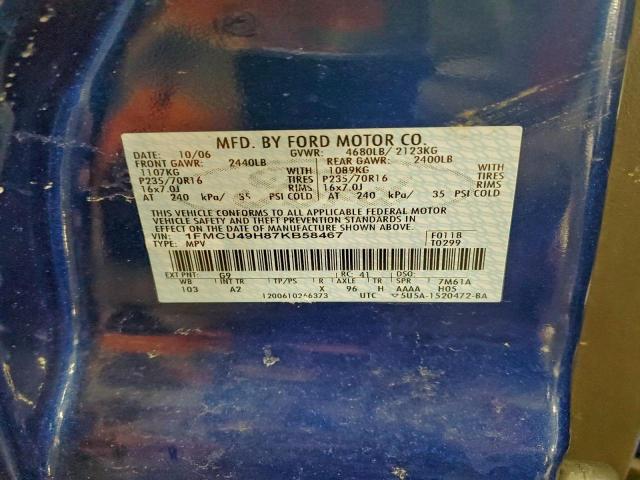 MFD. BY FORD MOTOR CO.
DATE: 10/06 GVWR: 4680LB/ 2123KG
FRONT GAWR: 2440LB REAR GAWR: 2400LB
1107KG WITH 1089KG WITH
P235/70R16 TIRES P235/70R16 TIRES
16x7.0J RIMS 16x7.0J RIMS
AT 240 kPa/ 35 PSI COLD AT 240 kPa/ 35 PSI COLD
THIS VEHICLE CONFORMS TO ALL APPLICABLE FEDERAL MOTOR
VEHICLE SAFETY AND THEFT PREVENTION STANDARDS IN
EFFECT ON THE DATE OF MANUFACTURE SHOWN ABOVE.
VIN: 1FMCU49H87KB58467 F0118
TYPE: MPV T0299
EXT PNT: G9 RC: 41 DSO:
WB INT TR TP/PS R AXLE TR SPR 7M61A
103 A2 X 96 H AAAA H05
1200610266373 UTC 5U5A-1520472-BA